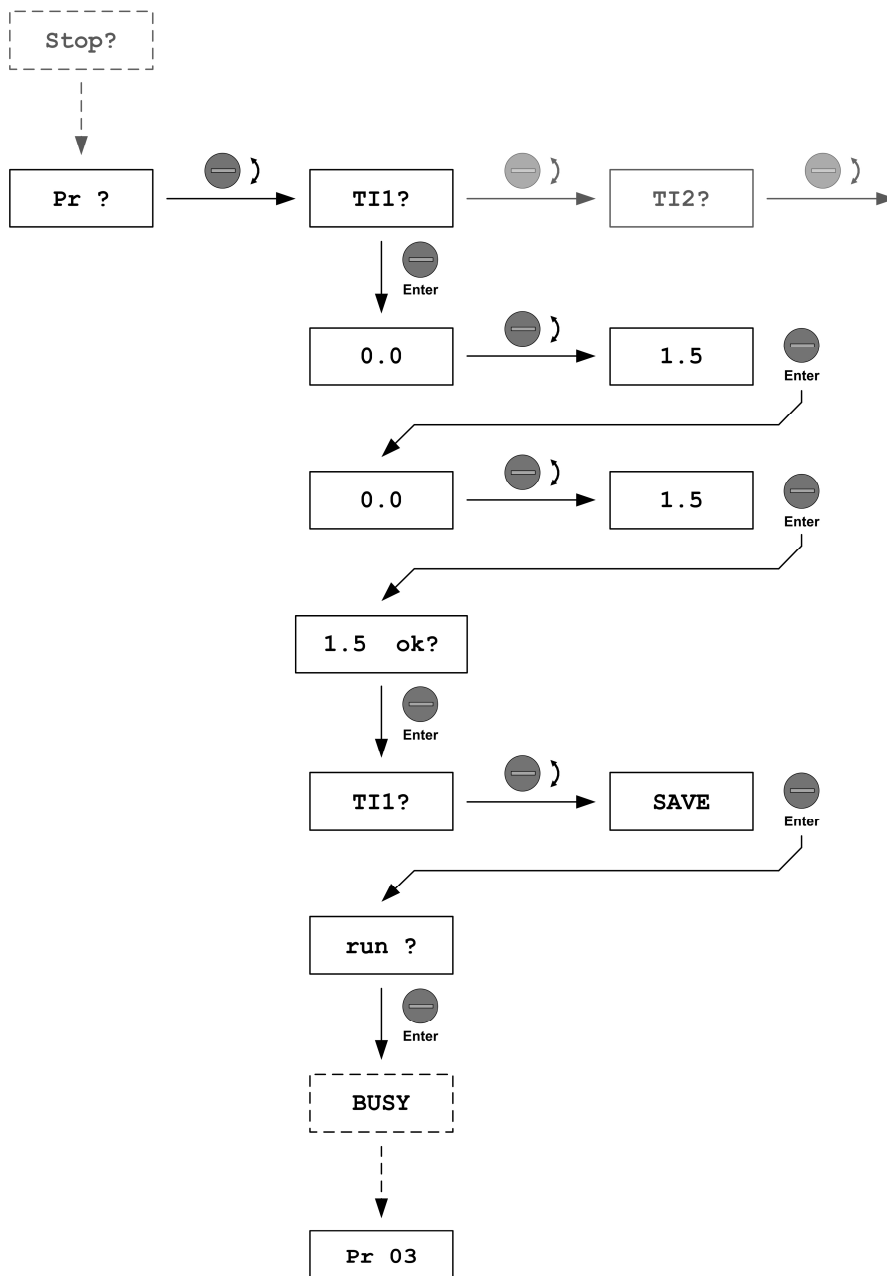 Stop?
Pr ?
TI1?
TI2?
Enter
0.0
1.5
Enter
0.0
1.5
Enter
1.5  ok?
Enter
TI1?
SAVE
Enter
run ?
Enter
BUSY
Pr 03